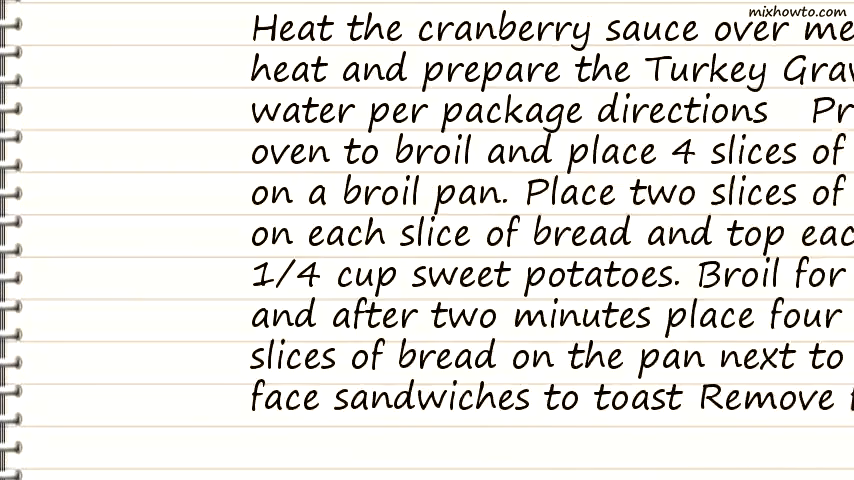 mixhowto.com
Heat the cranberry sauce over me
heat and prepare the Turkey Grav
water per package directions Pr
oven to broil and place 4 slices of
on a broil pan. Place two slices of
on each slice of bread and top eac
1/4 cup sweet potatoes. Broil for
and after two minutes place four
slices of bread on the pan next to
face sandwiches to toast Remove f